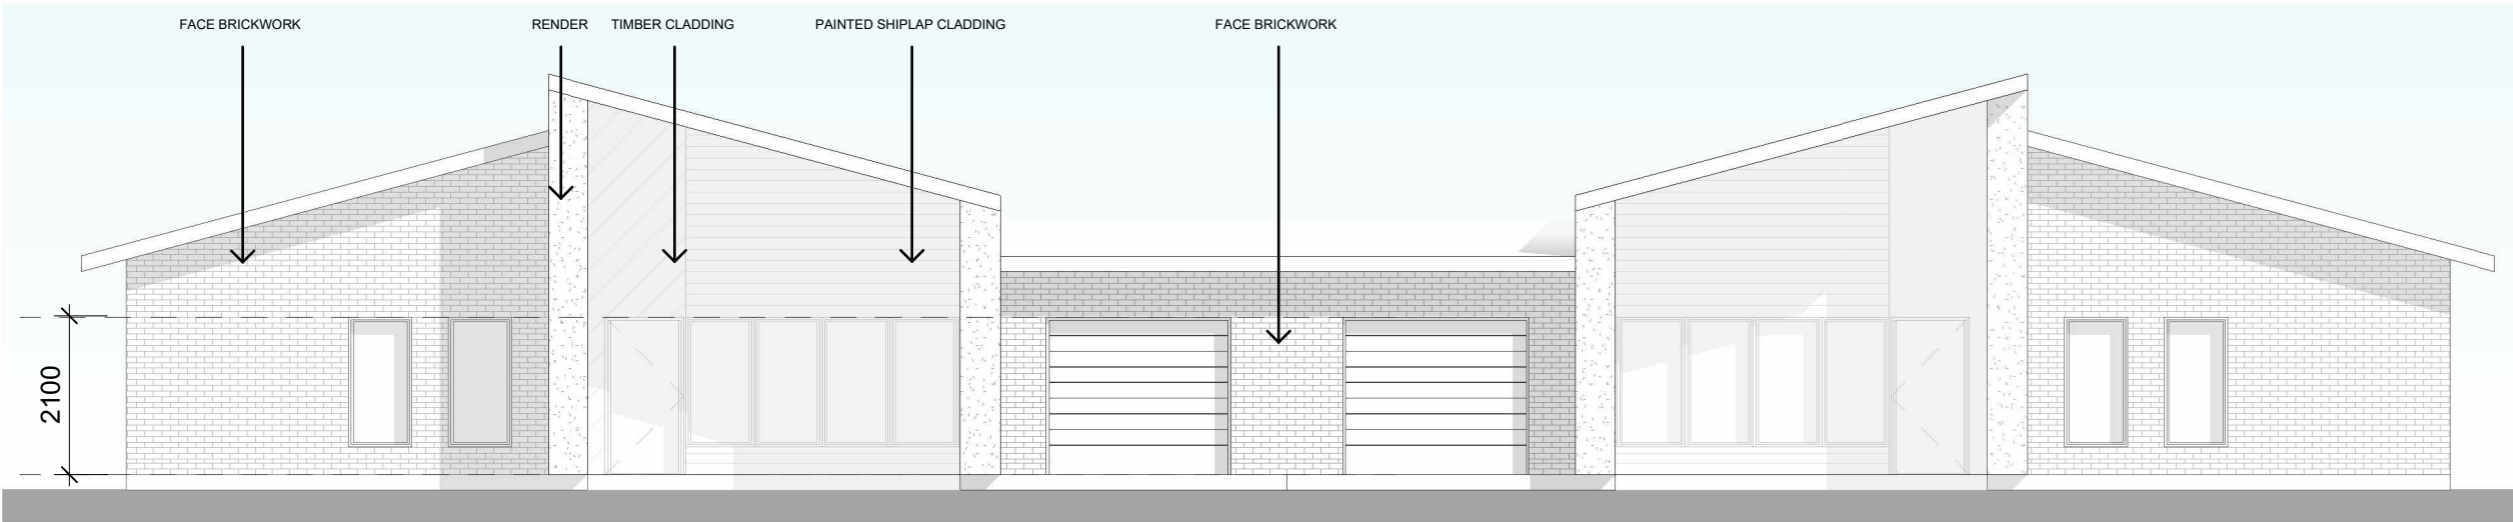 FACE BRICKWORK
RENDER
TIMBER CLADDING
PAINTED SHIPLAP CLADDING
FACE BRICKWORK
2100